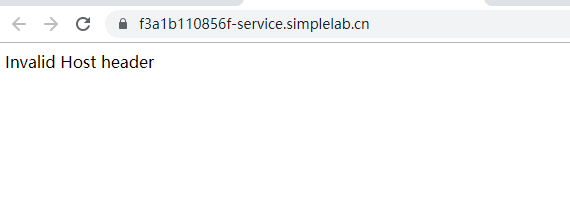 f3a1b110856f-service.simplelab.cn
Invalid Host header